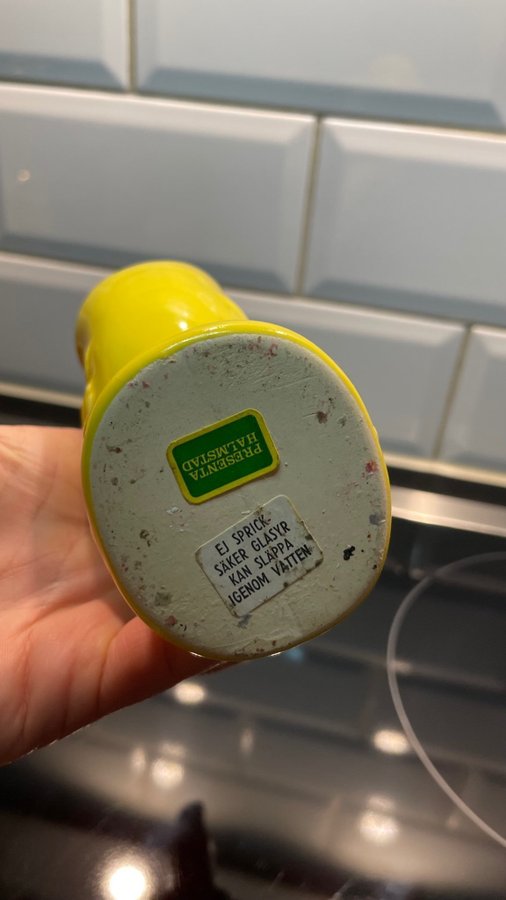 PRESENTA
HALMSTAD
EJ SPRICK-
SÄKER GLASYR
KAN SLÄPPA
IGENOM VATTEN